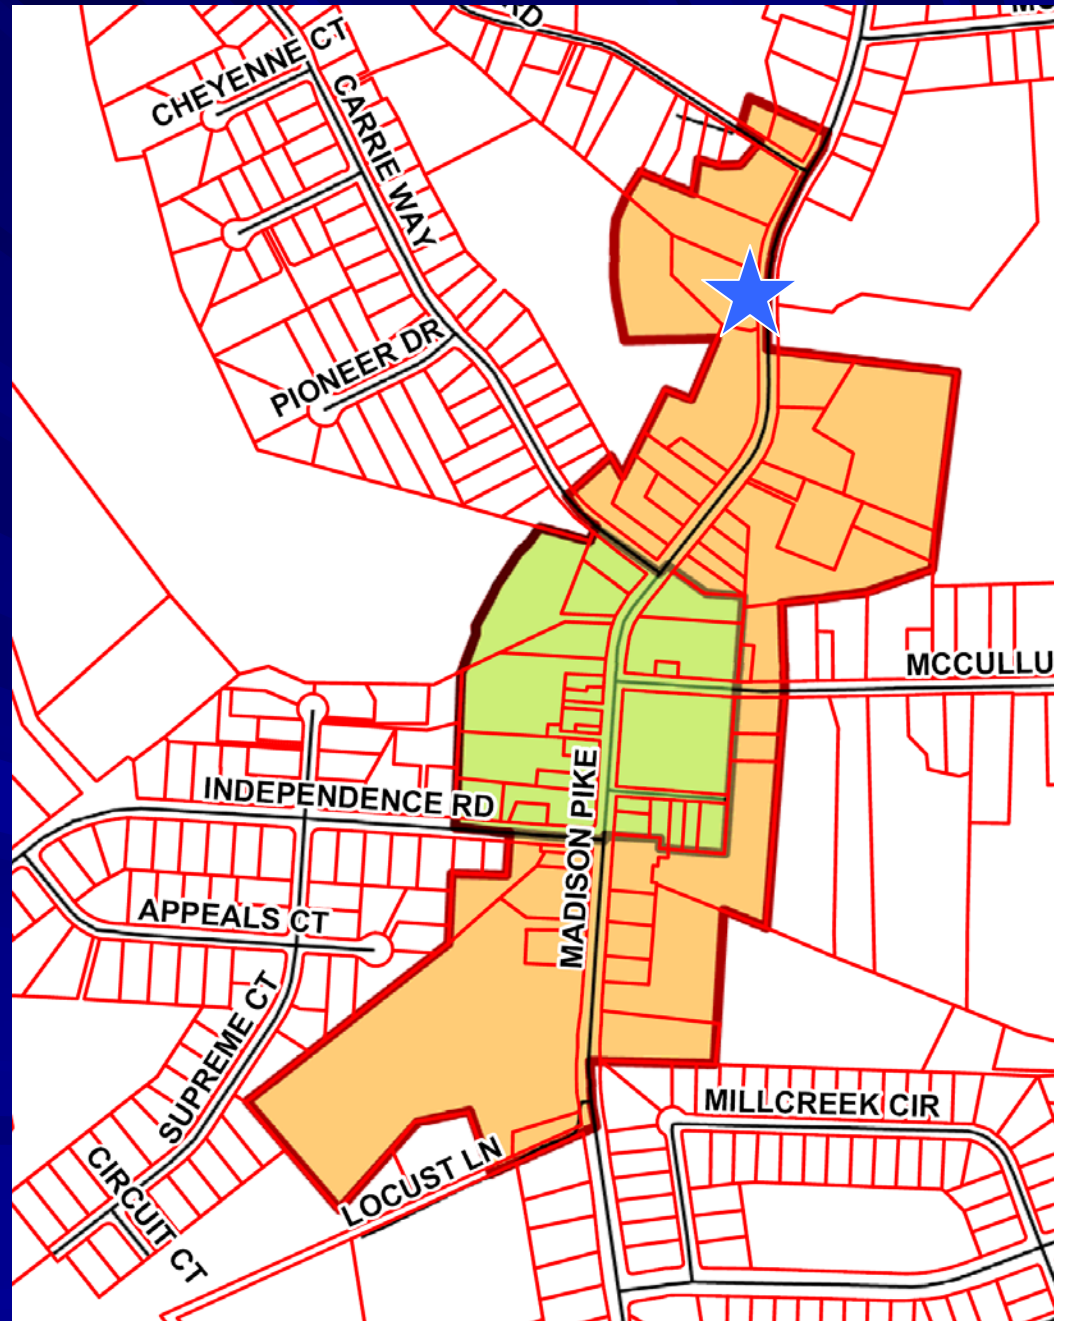 RD
CHEYENNE CT
CARRIE WAY
PIONEER DR
MCCULLU
INDEPENDENCE RD
MADISON PIKE
APPEALS CT
SUPREME CT
MILLCREEK CIR
LOCUST LN
CIRCUIT CT